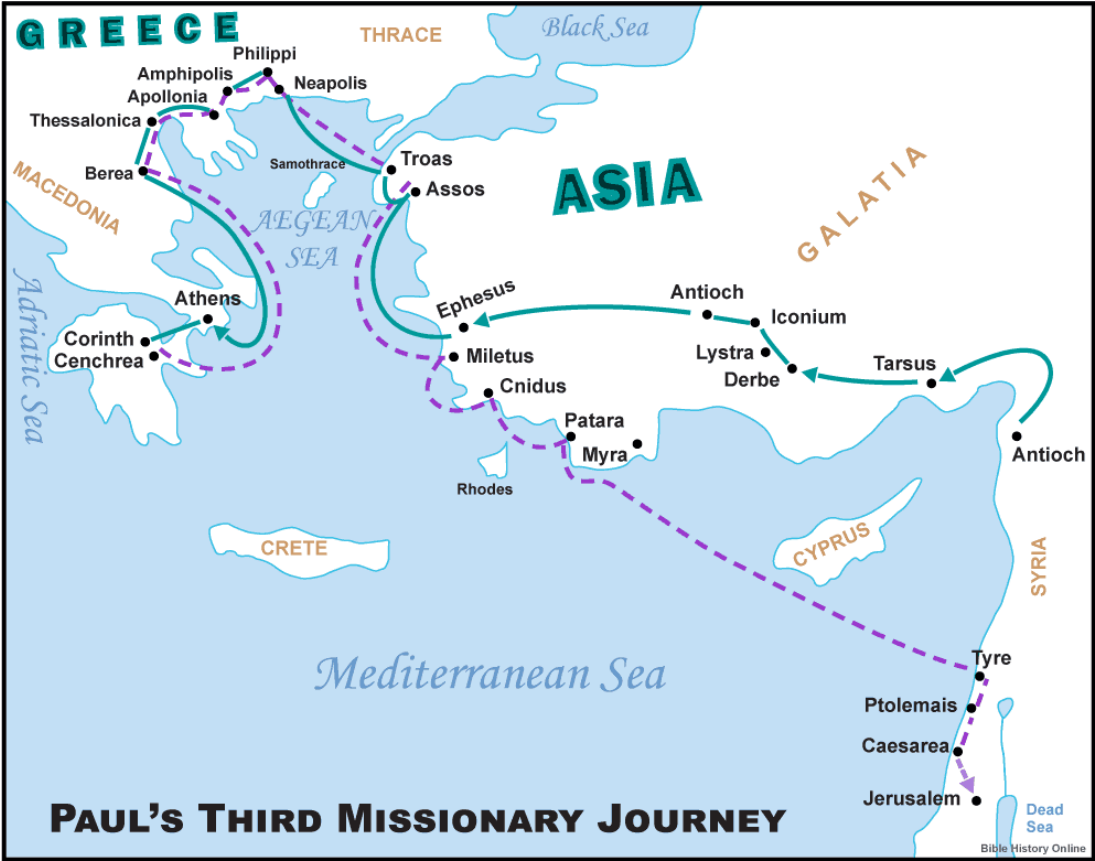 GREECE
THRACE
Black Sea
Philippi
Amphipolis
Neapolis
Apollonia
Thessalonica
Samothrace
Troas
Berea
Assos
MACEDONIA
ASIA
GALATIA
AEGEAN
SEA
Adriatic Sea
Athens
Ephesus
Antioch
Iconium
Corinth
Cenchrea
Miletus
Lystra
Derbe
Tarsus
Cnidus
Patara
Myra
Antioch
Rhodes
CRETE
CYPRUS
SYRIA
Mediterranean Sea
Tyre
Ptolemais
Caesarea
Jerusalem
PAUL'S THIRD MISSIONARY JOURNEY
Dead
Sea
Bible History Online